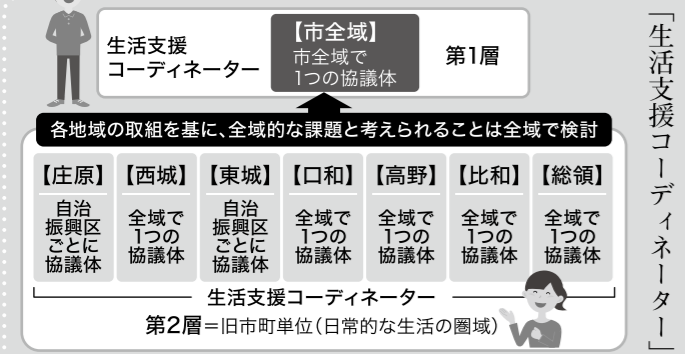 「生活支援コーディネーター」
生活支援
コーディネーター
【市全域】
市全域で
1つの協議体
第1層
各地域の取組を基に、全域的な課題と考えられることは全域で検討
【庄原】
自治
振興区
ごとに
協議体
【西城】
全域で
1つの
協議体
【東城】
自治
振興区
ごとに
協議体
【口和】
全域で
1つの
協議体
【高野】
全域で
1つの
協議体
【比和】
全域で
1つの
協議体
【総領】
全域で
1つの
協議体
生活支援コーディネーター
第2層＝旧市町単位（日常的な生活の圏域）